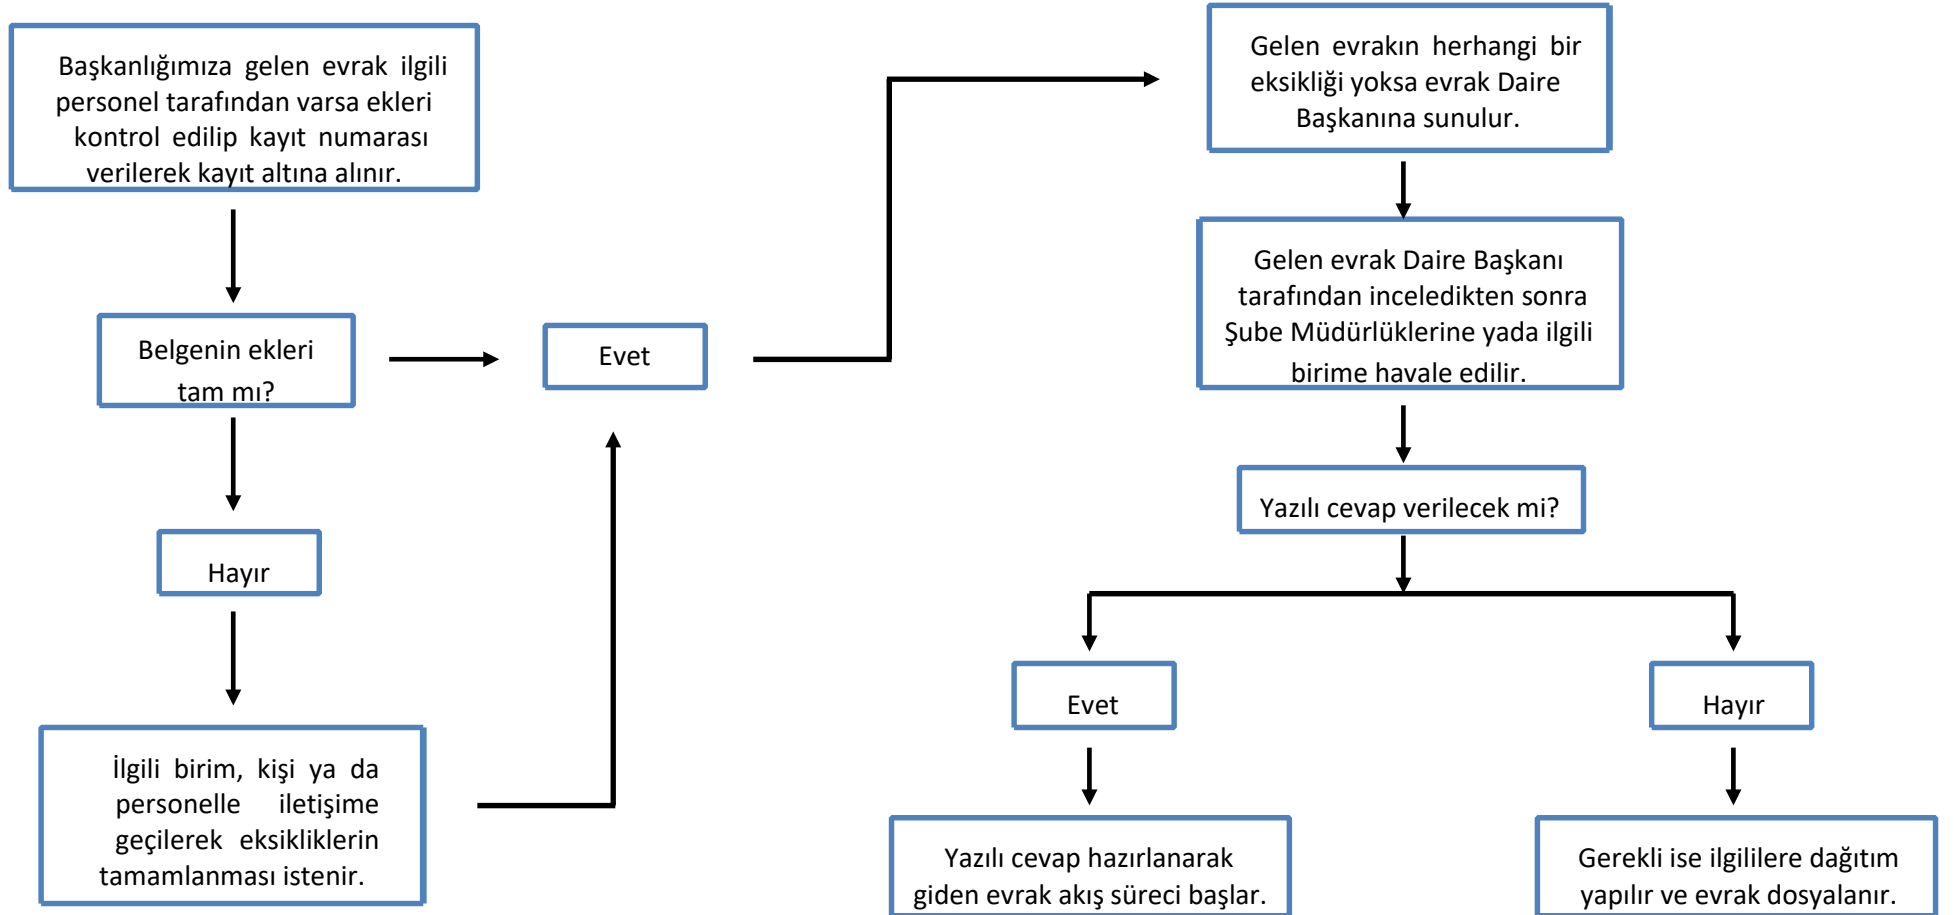 Başkanlığımıza gelen evrak ilgili
personel tarafından varsa ekleri
kontrol edilip kayıt numarası
verilerek kayıt altına alınır.
Belgenin ekleri
tam mı?
Evet
Hayır
İlgili birim, kişi ya da
personelle iletişime
geçilerek eksikliklerin
tamamlanması istenir.
Gelen evrakın herhangi bir
eksikliği yoksa evrak Daire
Başkanına sunulur.
Gelen evrak Daire Başkanı
tarafından inceledikten sonra
Şube Müdürlüklerine yada ilgili
birime havale edilir.
Yazılı cevap verilecek mi?
Evet
Hayır
Yazılı cevap hazırlanarak
giden evrak akış süreci başlar.
Gerekli ise ilgililere dağıtım
yapılır ve evrak dosyalanır.